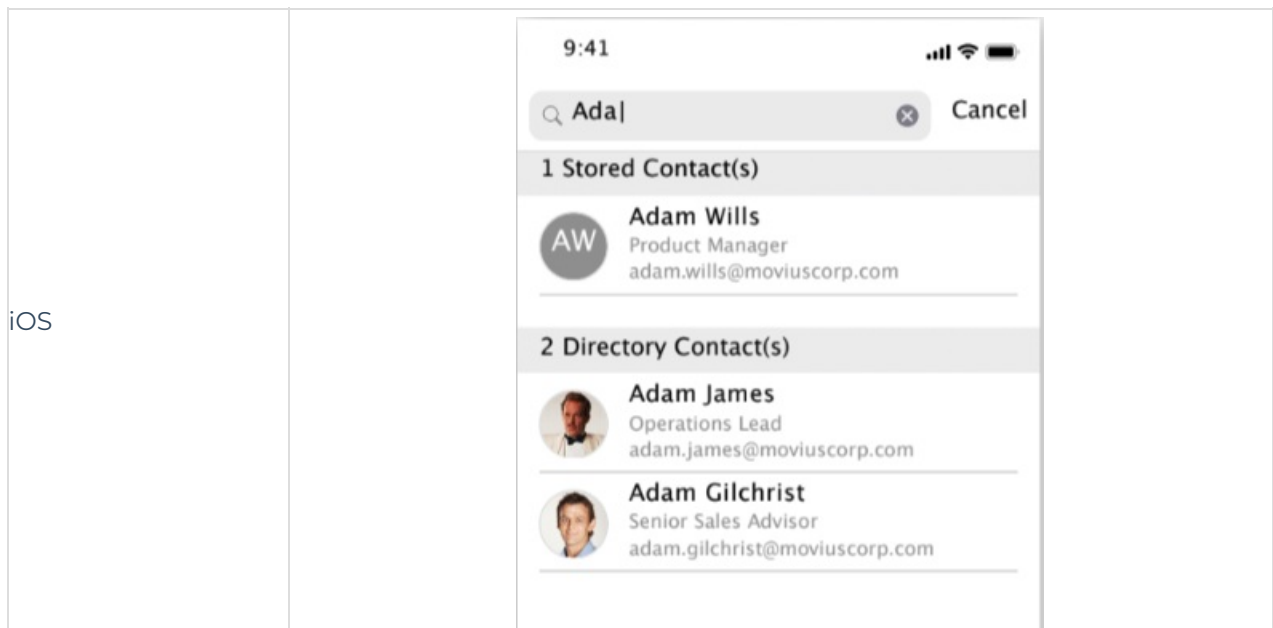 iOS
9:41
Ada
Cancel
1 Stored Contact(s)
AW
Adam Wills
Product Manager
adam.wills@moviuscorp.com
2 Directory Contact(s)
Adam James
Operations Lead
adam.james@moviuscorp.com
Adam Gilchrist
Senior Sales Advisor
adam.gilchrist@moviuscorp.com